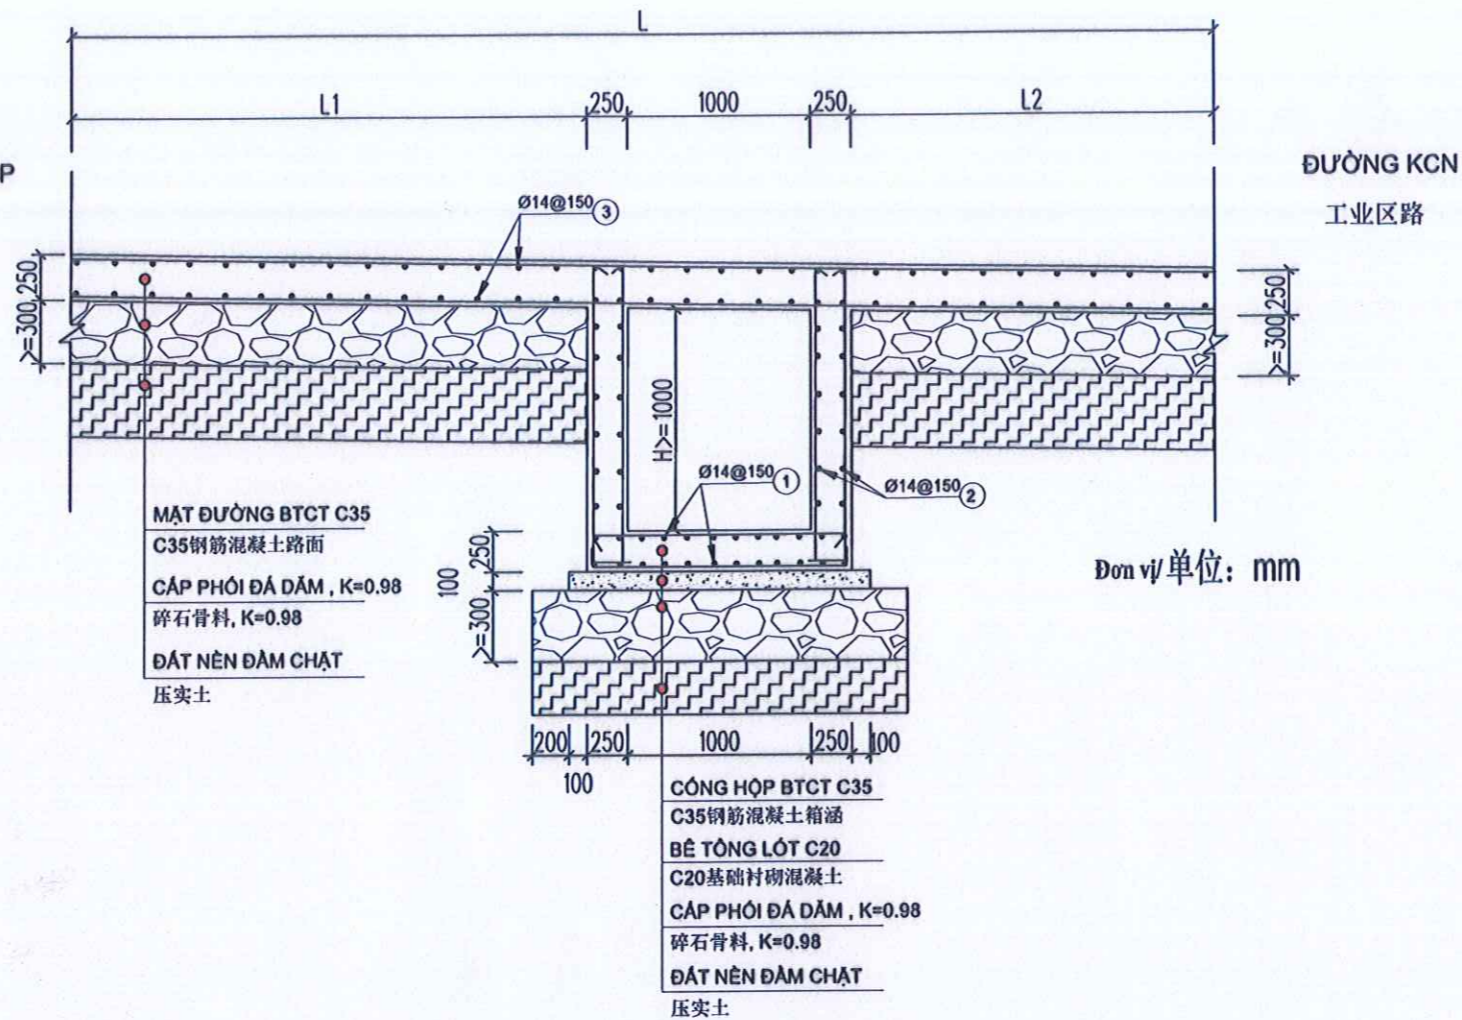 L
L1
250
1000
250
L2
P
ĐƯỜNG KCN
工业区路
Ø14@150 3
250
>=300
250
>=300
H>=1000
Ø14@150 1
Ø14@150 2
MẶT ĐƯỜNG BTCT C35
C35钢筋混凝土路面
CẤP PHỐI ĐÁ DĂM , K=0.98
碎石骨料, K=0.98
ĐẤT NỀN ĐẦM CHẶT
压实土
250
100
>=300
Đơn vị/ 单位: mm
200
250
1000
250
100
100
CỐNG HỘP BTCT C35
C35钢筋混凝土箱涵
BÊ TÔNG LÓT C20
C20基础衬砌混凝土
CẤP PHỐI ĐÁ DĂM , K=0.98
碎石骨料, K=0.98
ĐẤT NỀN ĐẦM CHẶT
压实土